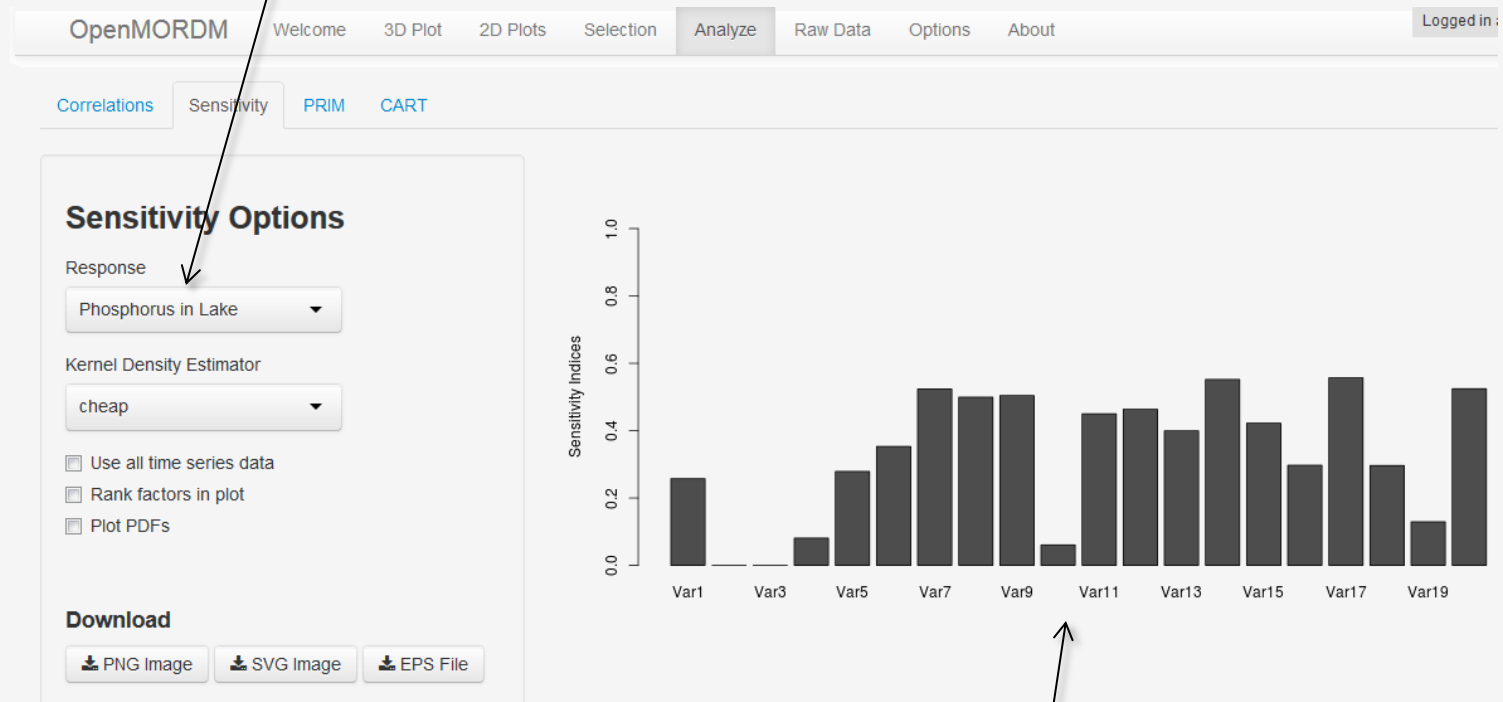 OpenMORDM Welcome 3D Plot 2D Plots Selection Analyze Raw Data Options About Logged in
Correlations Sensitivity PRIM CART
Sensitivity Options
Response
Phosphorus in Lake
Kernel Density Estimator
cheap
Use all time series data
Rank factors in plot
Plot PDFs
Download
PNG Image SVG Image EPS File
Sensitivity Indices
1.0
0.8
0.6
0.4
0.2
0.0
Var1 Var3 Var5 Var7 Var9 Var11 Var13 Var15 Var17 Var19